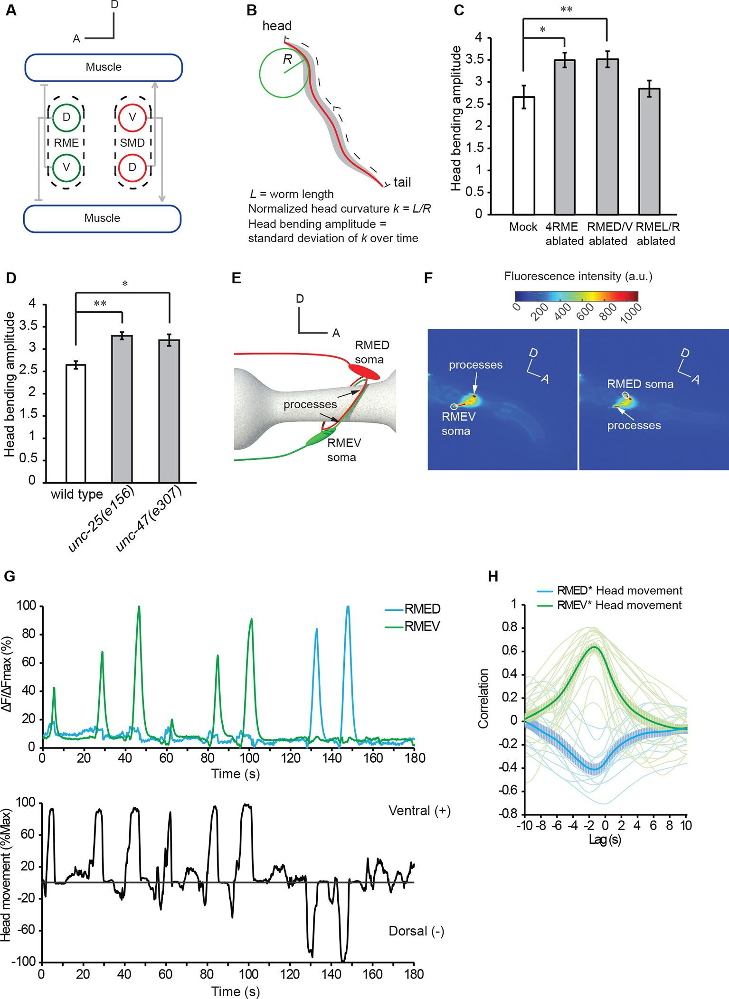 A
D
A
Muscle
D
V
RME
SMD
V
D
Muscle
B
head
R
L
tail
L = worm length
Normalized head curvature k = L/R
Head bending amplitude =
standard deviation of k over time
C
**
*
Head bending amplitude
4
3.5
3
2.5
2
1.5
1
0.5
0
Mock
4RME ablated
RMED/V ablated
RMEL/R ablated
D
*
**
Head bending amplitude
4
3.5
3
2.5
2
1.5
1
0.5
0
wild type
unc-25(e156)
unc-47(e307)
E
D
A
RMED
soma
processes
RMEV
soma
F
Fluorescence intensity (a.u.)
0 200 400 600 800 1000
processes
D
A
RMEV
soma
D
A
RMED soma
processes
G
RMED
RMEV
ΔF/ΔFmax (%)
100
80
60
40
20
0
0 20 40 60 80 100 120 140 160 180
Time (s)
Head movement (%Max)
100
60
20
-20
-60
-100
Ventral (+)
Dorsal (-)
0 20 40 60 80 100 120 140 160 180
Time (s)
H
RMED* Head movement
RMEV* Head movement
Correlation
1
0.8
0.6
0.4
0.2
0
-0.2
-0.4
-0.6
-0.8
-10 -8 -6 -4 -2 0 2 4 6 8 10
Lag (s)